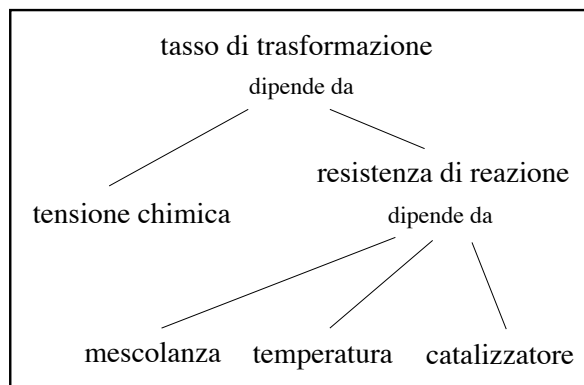 tasso di trasformazione
dipende da
resistenza di reazione
tensione chimica
dipende da
mescolanza temperatura catalizzatore